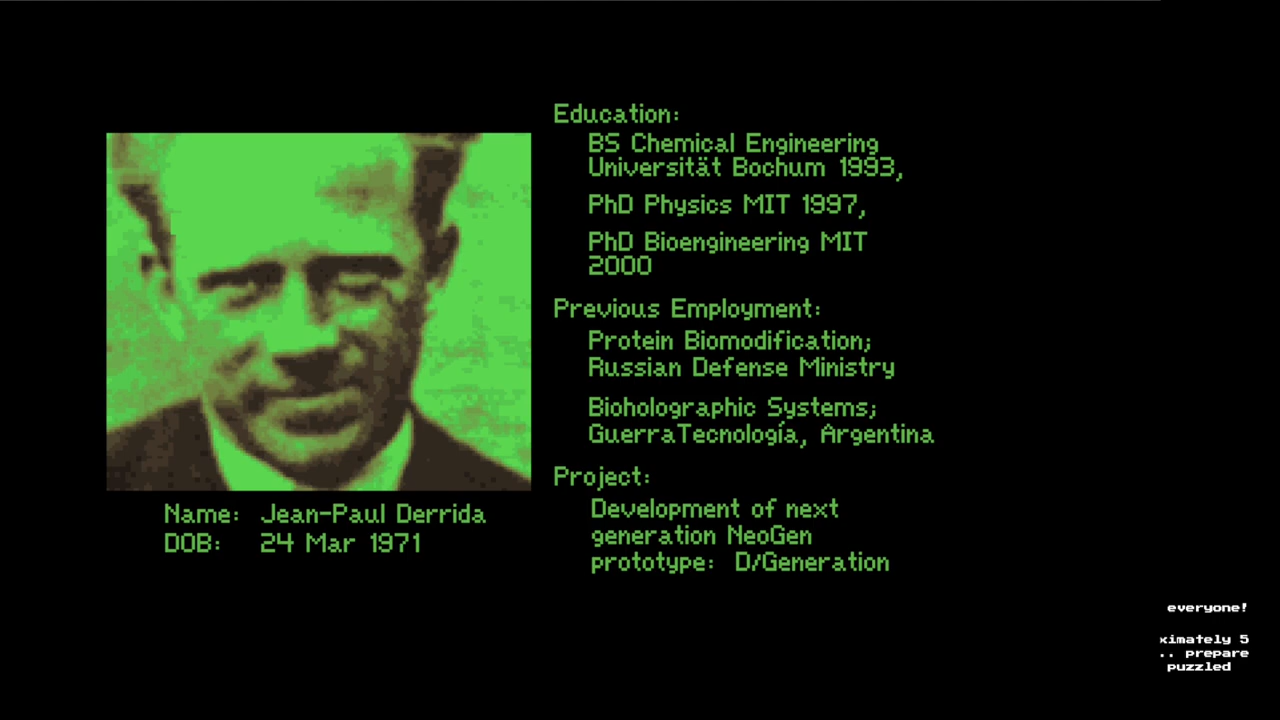 Education:
BS Chemical Engineering
Universität Bochum 1993,
PhD Physics MIT 1997,
PhD Bioengineering MIT
2000
Previous Employment:
Protein Biomodification;
Russian Defense Ministry
Bioholographic Systems;
GuerraTecnología, Argentina
Project:
Development of next
generation NeoGen
prototype: D/Generation
Name: Jean-Paul Derrida
DOB: 24 Mar 1971
everyone!
ximately 5
.. prepare
puzzled